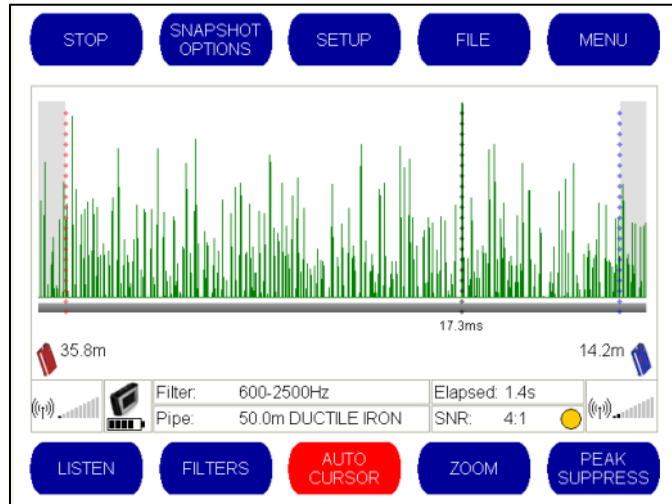 STOP
SNAPSHOT
OPTIONS
SETUP
FILE
MENU
17.3ms
35.8m
14.2m
Filter: 600-2500Hz
Elapsed: 1.4s
Pipe: 50.0m DUCTILE IRON
SNR: 4:1
LISTEN
FILTERS
AUTO
CURSOR
ZOOM
PEAK
SUPPRESS